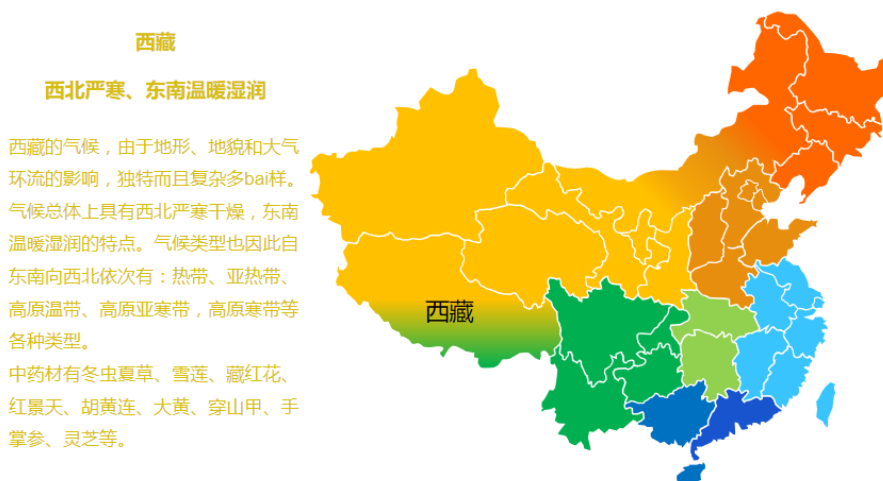 西藏
西北严寒、东南温暖湿润
西藏的气候，由于地形、地貌和大气
环流的影响，独特而且复杂多bai样。
气候总体上具有西北严寒干燥，东南
温暖湿润的特点。气候类型也因此自
东南向西北依次有：热带、亚热带、
高原温带、高原亚寒带，高原寒带等
各种类型。
中药材有冬虫夏草、雪莲、藏红花、
红景天、胡黄连、大黄、穿山甲、手
掌参、灵芝等。
西藏